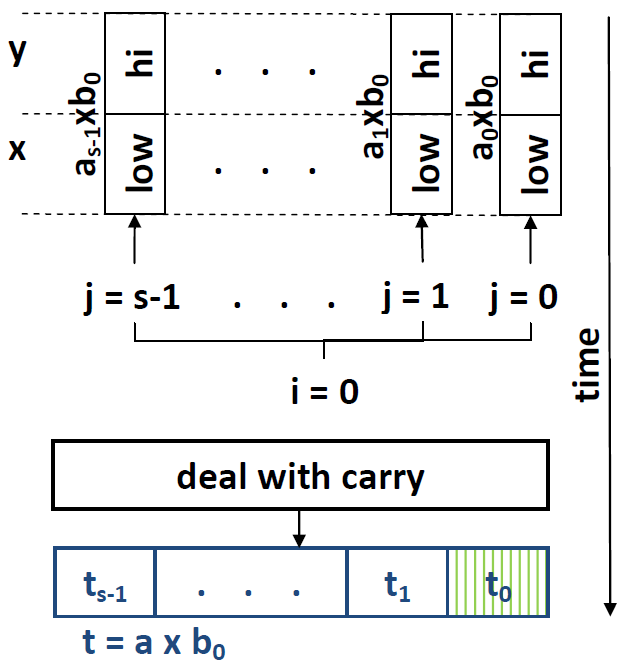 y hi . . . hi hi
a_{s-1}xb_0 a_1xb_0 a_0xb_0
x low . . . low low
j = s-1 . . . j = 1 j = 0
i = 0
time
deal with carry
t_{s-1} . . . t_1 t_0
t = a x b_0